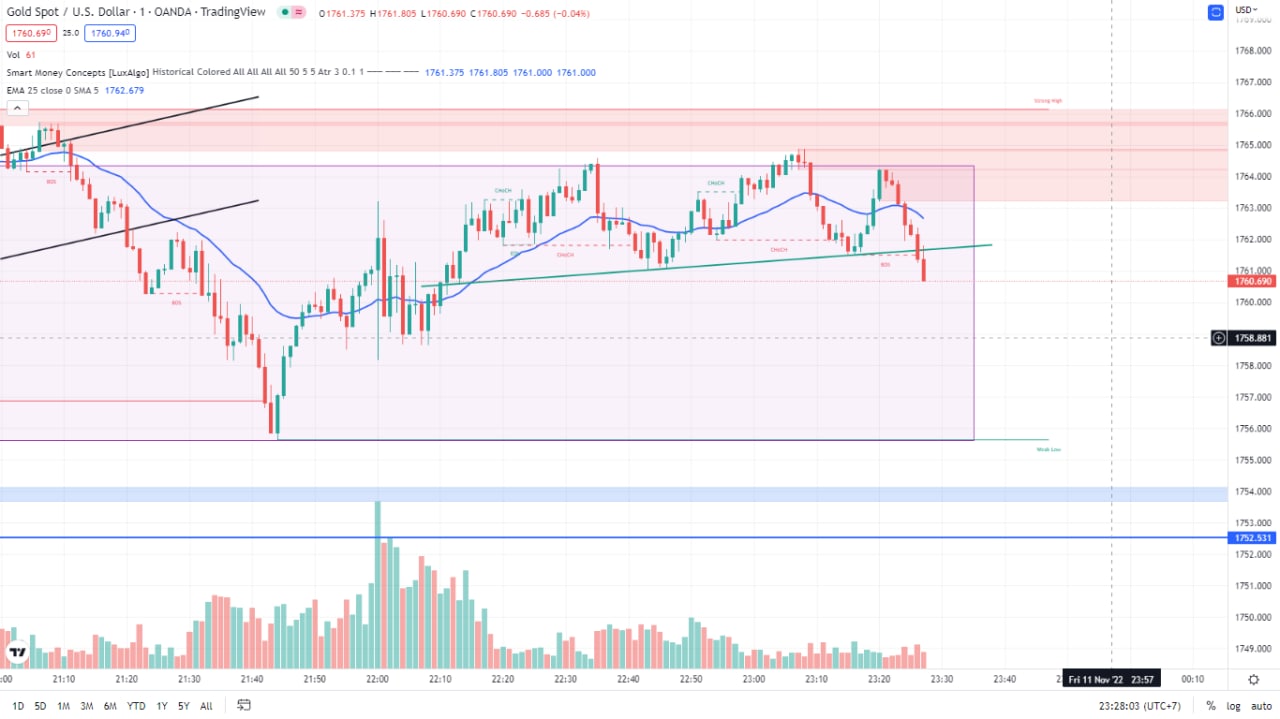 Gold Spot / U.S. Dollar · 1 · OANDA · TradingView O1761.375 H1761.805 L1760.690 C1760.690 −0.685 (−0.04%)
USD
1760.690 25.0 1760.940
Vol 61
Smart Money Concepts [LuxAlgo] Historical Colored All All All All 50 5 5 Atr 3 0.1 1 1761.375 1761.805 1761.000 1761.000
EMA 25 close 0 SMA 5 1762.679
1769.000
1768.000
1767.000
Strong High
1766.000
1765.000
1764.000
BOS
CHoCH
CHoCH
1763.000
1762.000
CHoCH
CHoCH
BOS
1761.000
1760.690
BOS
1760.000
1758.881
1758.000
1757.000
1756.000
Weak Low
1755.000
1754.000
1753.000
1752.531
1752.000
1751.000
1750.000
1749.000
:00 21:10 21:20 21:30 21:40 21:50 22:00 22:10 22:20 22:30 22:40 22:50 23:00 23:10 23:20 23:30 23:40 Fri 11 Nov '22 23:57 00:10
1D 5D 1M 3M 6M YTD 1Y 5Y All 23:28:03 (UTC+7) % log auto